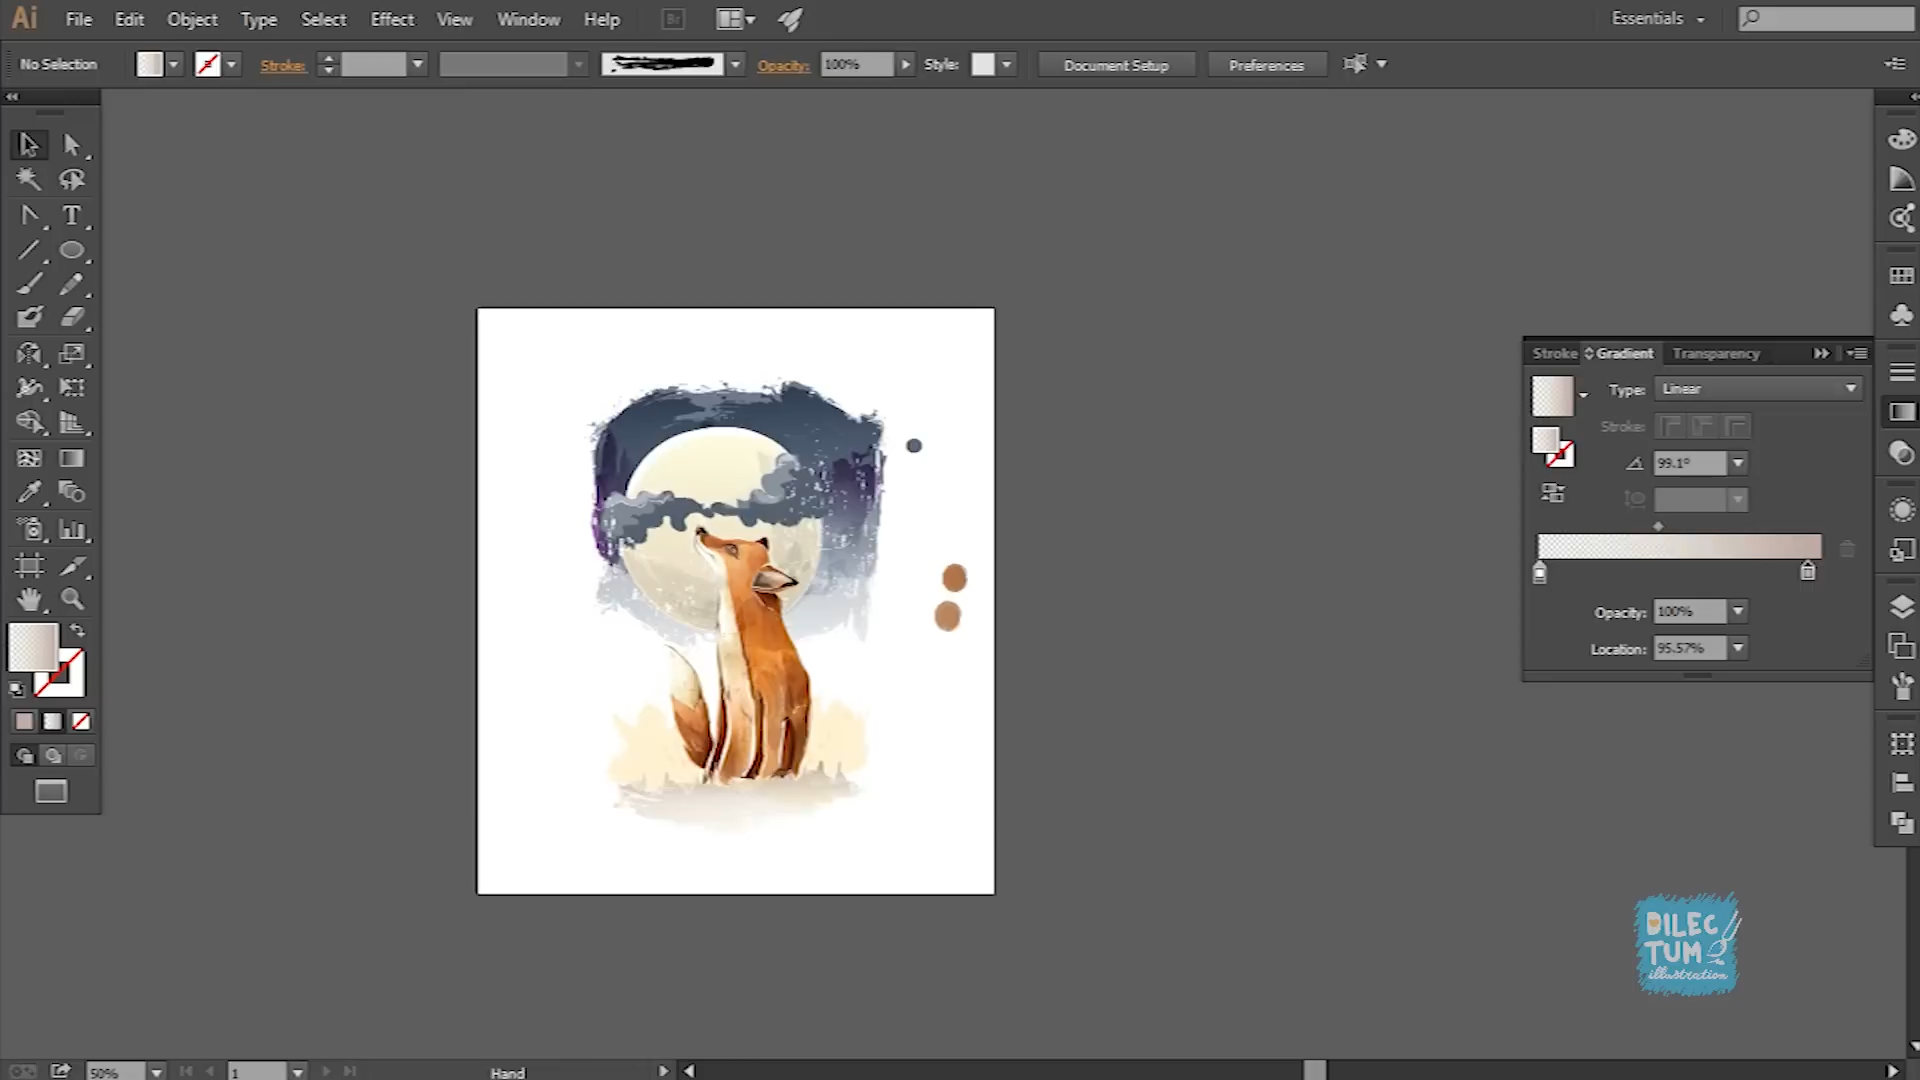 Ai File Edit Object Type Select Effect View Window Help Br Essentials
No Selection Stroke: Opacity: 100% Style: Document Setup Preferences
Stroke Gradient Transparency
Type: Linear
Stroke:
99.1°
Opacity: 100%
Location: 95.57%
DILEC
TUM
illustration
50% 1 Hand